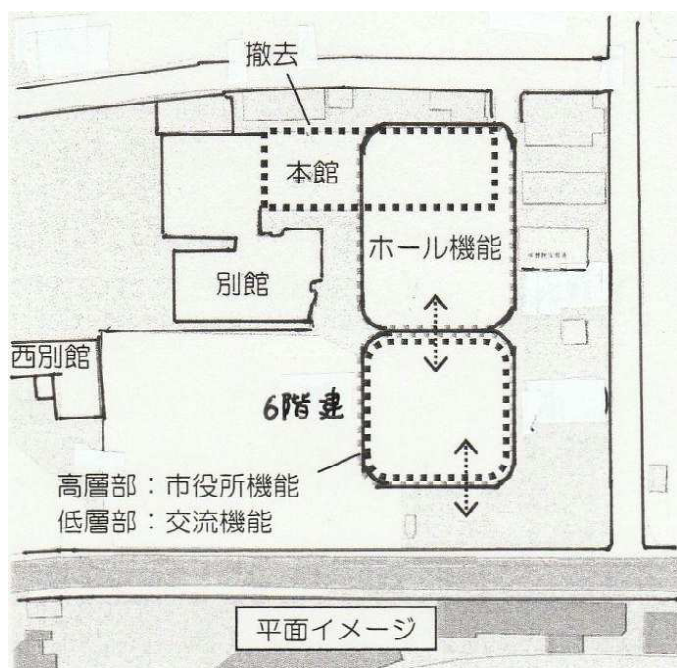 撤去
本館
ホール機能
別館
西別館
6階建
高層部：市役所機能
低層部：交流機能
平面イメージ